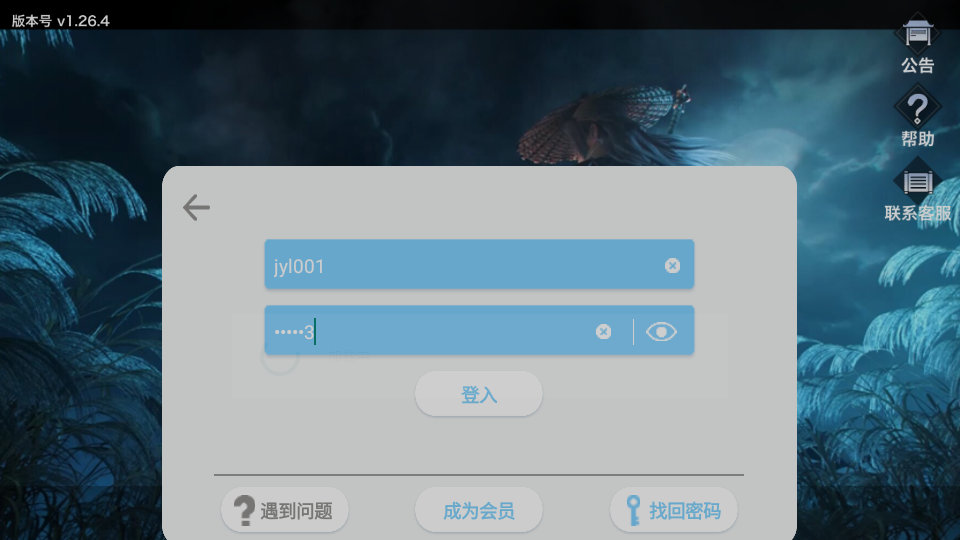 版本号 v1.26.4
公告
帮助
联系客服
jyl001
•••••3
登入
遇到问题
成为会员
找回密码